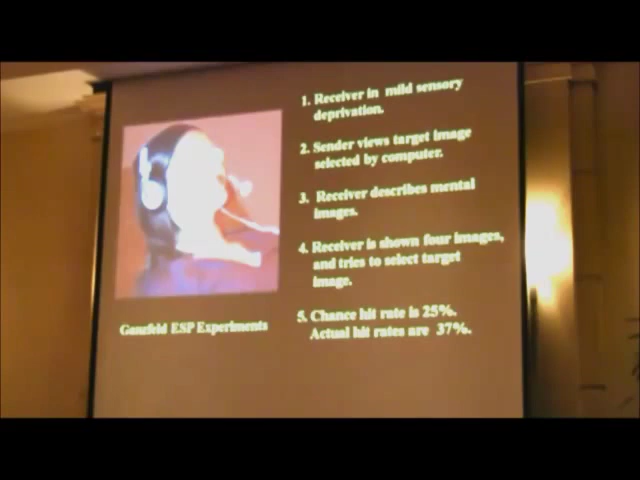 1. Receiver in mild sensory
deprivation.
2. Sender views target image
selected by computer.
3. Receiver describes mental
images.
4. Receiver is shown four images,
and tries to select target
image.
5. Chance hit rate is 25%.
Actual hit rates are 37%.
Ganzfeld ESP Experiments